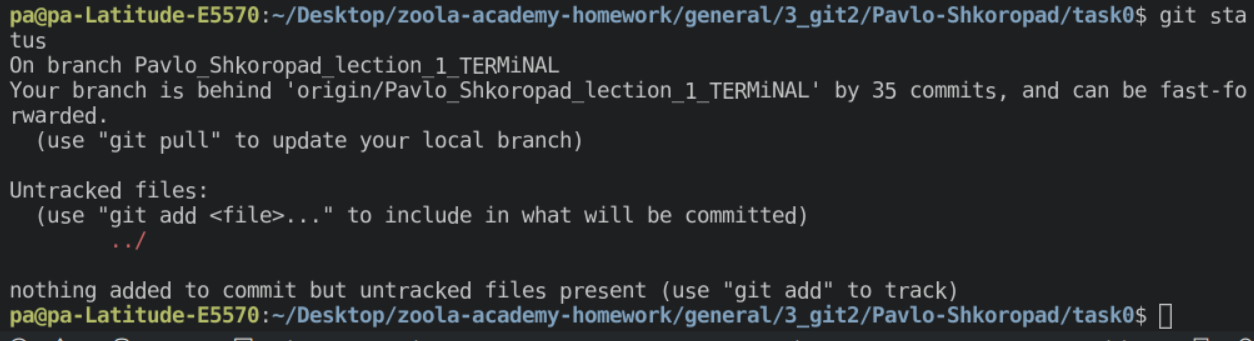 pa@pa-Latitude-E5570:~/Desktop/zoola-academy-homework/general/3_git2/Pavlo-Shkoropad/task0$ git sta
tus
On branch Pavlo_Shkoropad_lection_1_TERMiNAL
Your branch is behind 'origin/Pavlo_Shkoropad_lection_1_TERMiNAL' by 35 commits, and can be fast-fo
rwarded.
  (use "git pull" to update your local branch)

Untracked files:
  (use "git add <file>..." to include in what will be committed)
        ../

nothing added to commit but untracked files present (use "git add" to track)
pa@pa-Latitude-E5570:~/Desktop/zoola-academy-homework/general/3_git2/Pavlo-Shkoropad/task0$